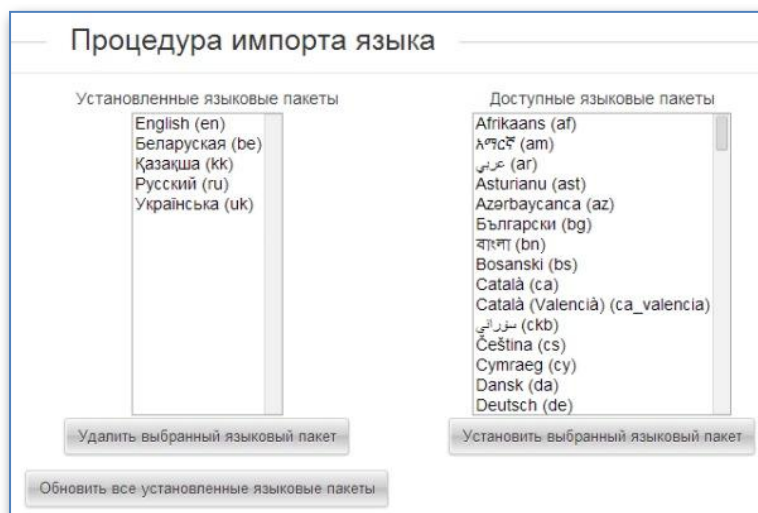 Процедура импорта языка
Установленные языковые пакеты
English (en)
Беларуская (be)
Қазақша (kk)
Русский (ru)
Українська (uk)
Удалить выбранный языковый пакет
Обновить все установленные языковые пакеты
Доступные языковые пакеты
Afrikaans (af)
አማርኛ (am)
عربي (ar)
Asturianu (ast)
Azərbaycanca (az)
Български (bg)
বাংলা (bn)
Bosanski (bs)
Català (ca)
Català (Valencià) (ca_valencia)
سۆرانی (ckb)
Čeština (cs)
Cymraeg (cy)
Dansk (da)
Deutsch (de)
Установить выбранный языковый пакет